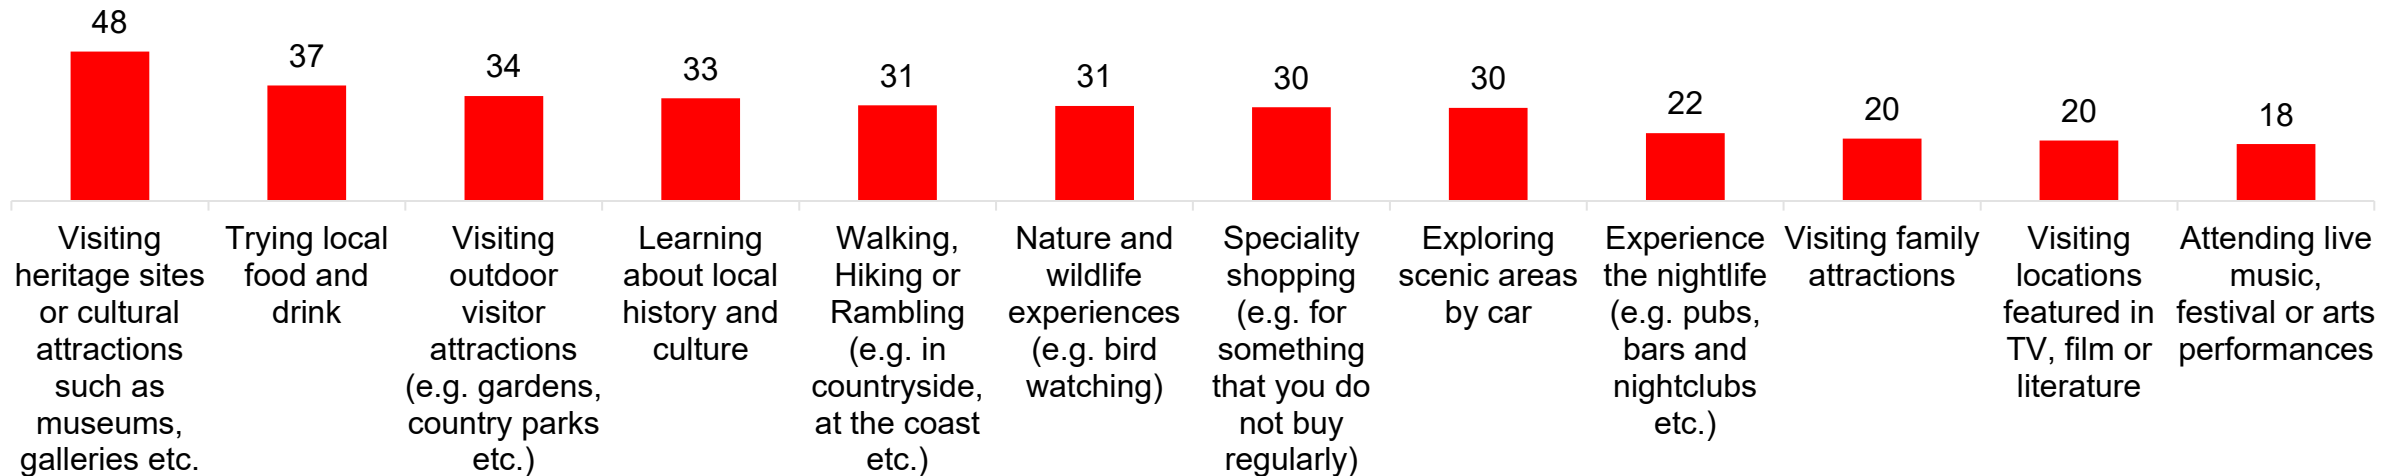 48
37
34
33
31
31
30
30
22
20
20
18
Visiting
heritage sites
or cultural
attractions
such as
museums,
galleries etc.
Trying local
food and
drink
Visiting
outdoor
visitor
attractions
(e.g. gardens,
country parks
etc.)
Learning
about local
history and
culture
Walking,
Hiking or
Rambling
(e.g. in
countryside,
at the coast
etc.)
Nature and
wildlife
experiences
(e.g. bird
watching)
Speciality
shopping
(e.g. for
something
that you do
not buy
regularly)
Exploring
scenic areas
by car
Experience
the nightlife
(e.g. pubs,
bars and
nightclubs
etc.)
Visiting family
attractions
Visiting
locations
featured in
TV, film or
literature
Attending live
music,
festival or arts
performances